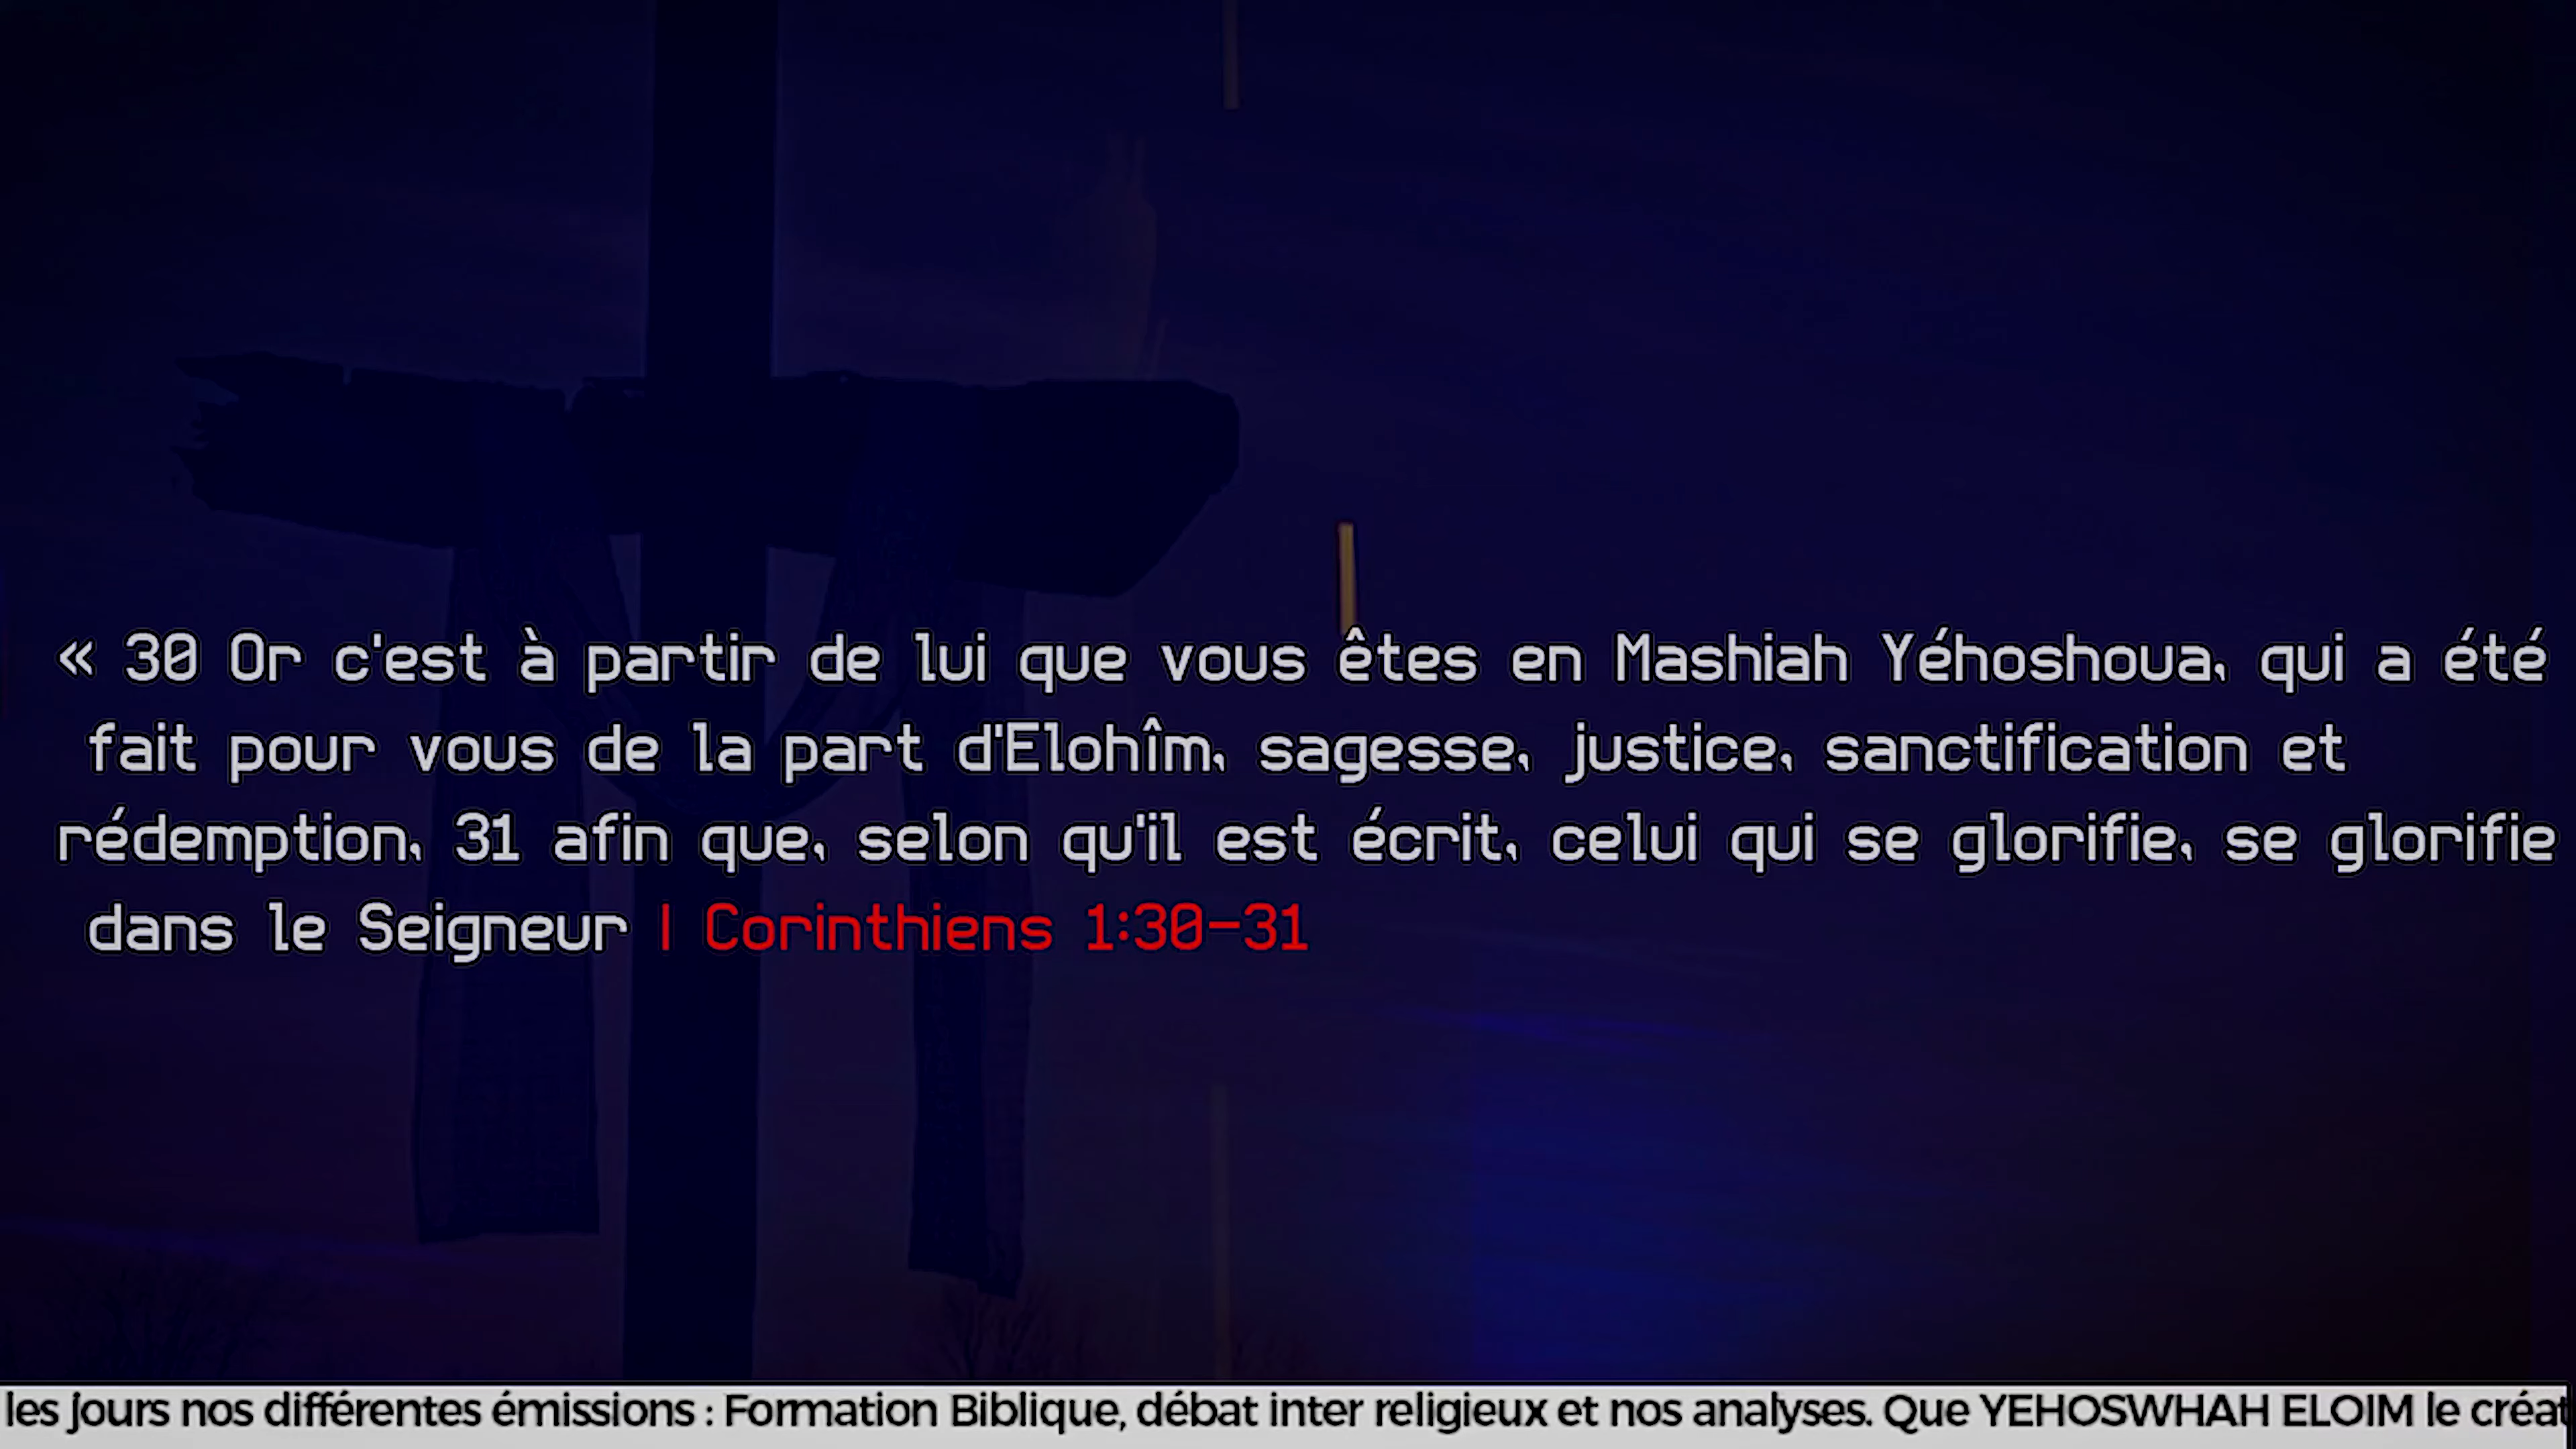 « 30 Or c'est à partir de lui que vous êtes en Mashiah Yéhoshoua, qui a été
fait pour vous de la part d'Elohîm, sagesse, justice, sanctification et
rédemption, 31 afin que, selon qu'il est écrit, celui qui se glorifie, se glorifie
dans le Seigneur | Corinthiens 1:30-31
les jours nos différentes émissions : Formation Biblique, débat inter religieux et nos analyses. Que YEHOSWHAH ELOIM le créat